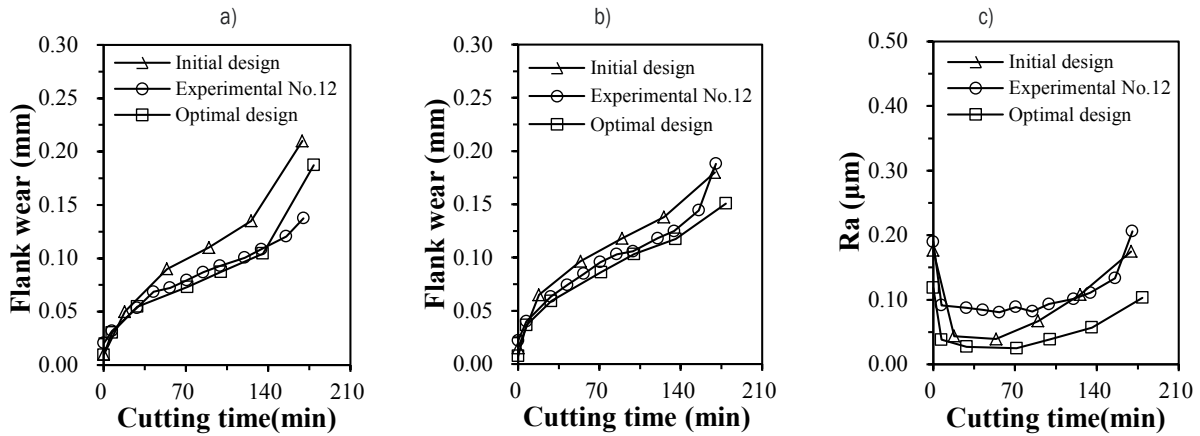 a)
0.30
0.25
0.20
0.15
0.10
0.05
0.00
Flank wear (mm)
Initial design
Experimental No.12
Optimal design
0
70
140
210
Cutting time(min)
b)
0.30
0.25
0.20
0.15
0.10
0.05
0.00
Flank wear (mm)
Initial design
Experimental No.12
Optimal design
0
70
140
210
Cutting time (min)
c)
0.50
0.40
0.30
0.20
0.10
0.00
Ra (μm)
Initial design
Experimental No.12
Optimal design
0
70
140
210
Cutting time(min)